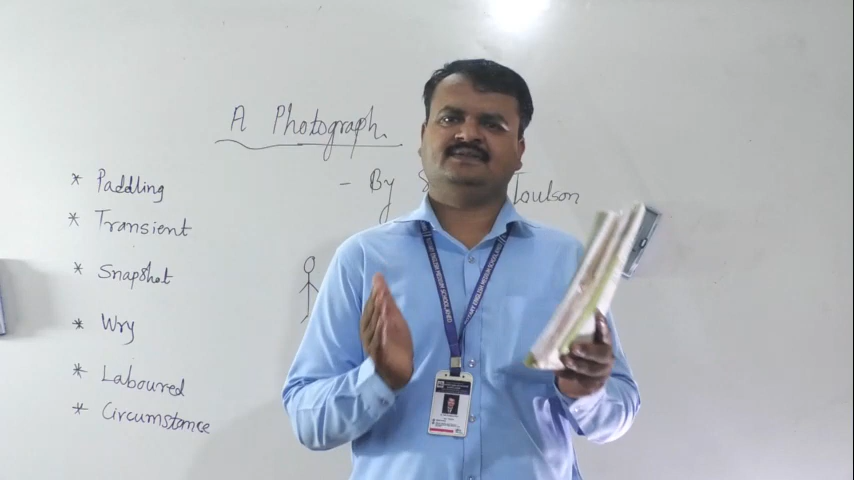 A Photograph.
- By S Toulson
* Paddling
* Transient
* Snapshot
* Wry
* Laboured
* Circumstance